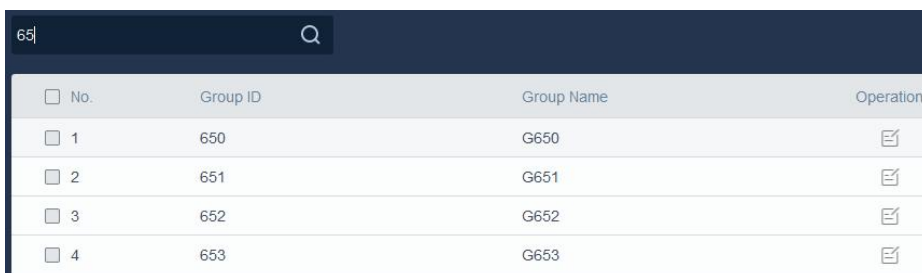 65
No. Group ID Group Name Operation
1 650 G650
2 651 G651
3 652 G652
4 653 G653